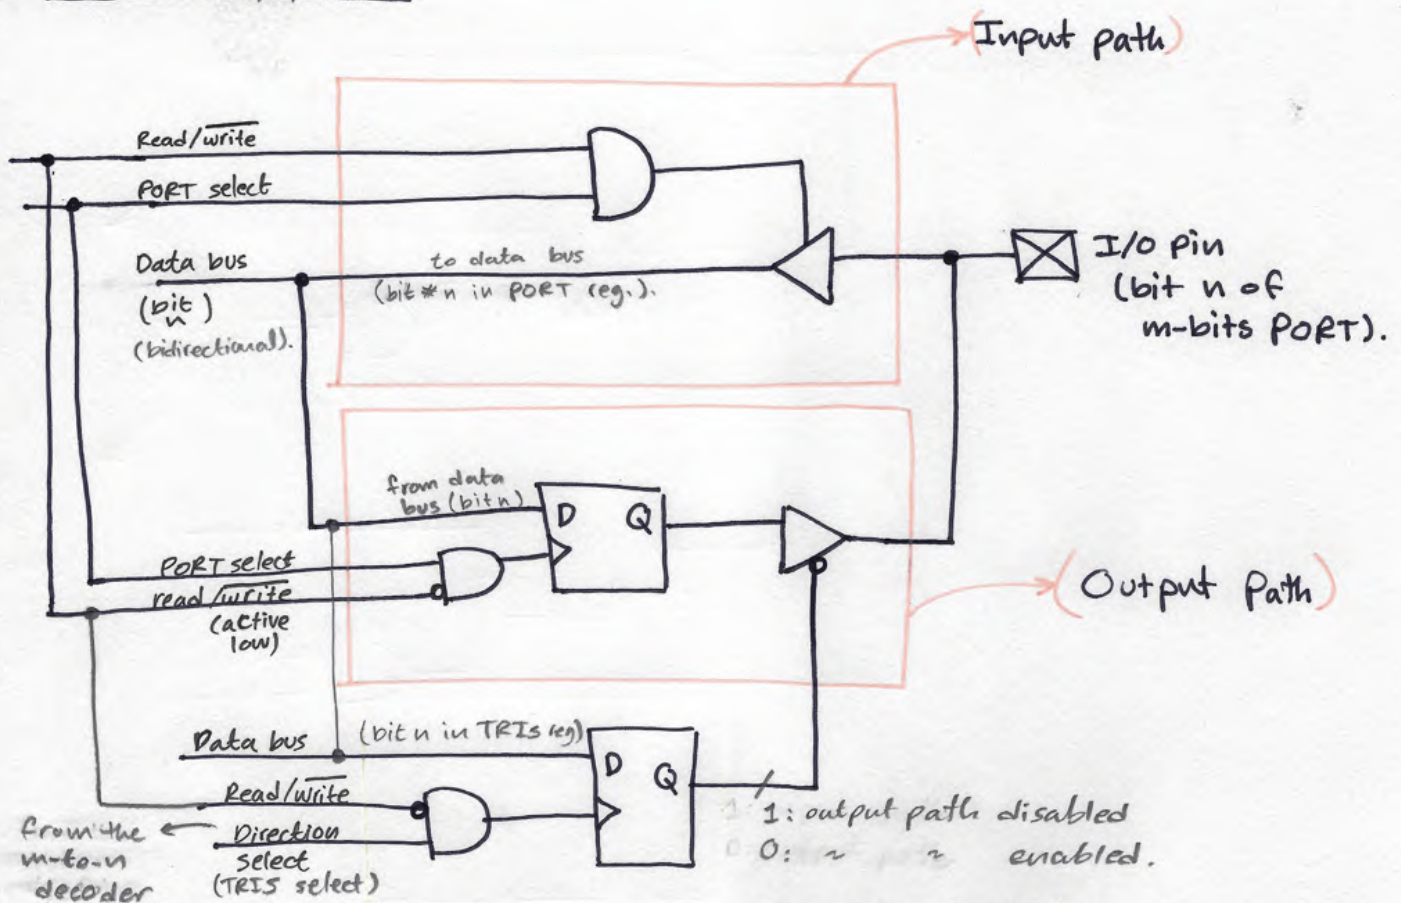 (Input path)
Read/write
PORT select
Data bus
(bit
n)
(bidirectional).
to data bus
(bit *n in PORT reg.).
I/O pin
(bit n of
m-bits PORT).
from data
bus (bit n)
D Q
PORT select
read/write
(active
low)
(Output Path)
Data bus
(bit n in TRIS reg)
D Q
Read/write
Direction
select
(TRIS select)
from the
m-to-n
decoder
1: output path disabled
0: ~ ~ enabled.